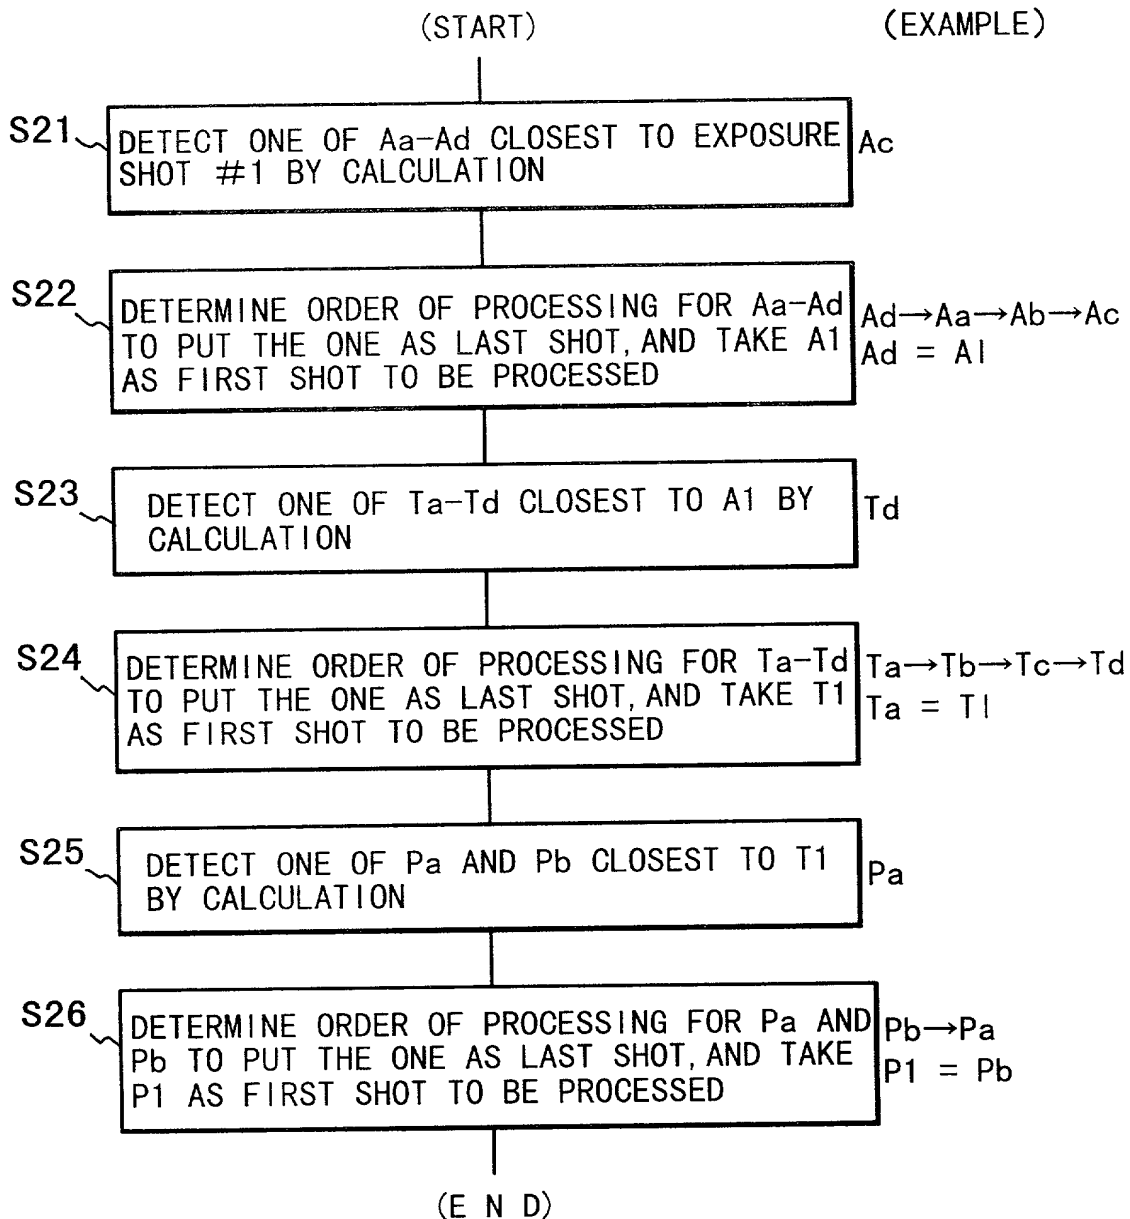 (START)
(EXAMPLE)
S21
DETECT ONE OF Aa-Ad CLOSEST TO EXPOSURE
SHOT #1 BY CALCULATION
Ac
S22
DETERMINE ORDER OF PROCESSING FOR Aa-Ad
TO PUT THE ONE AS LAST SHOT, AND TAKE A1
AS FIRST SHOT TO BE PROCESSED
Ad→Aa→Ab→Ac
Ad = A1
S23
DETECT ONE OF Ta-Td CLOSEST TO A1 BY
CALCULATION
Td
S24
DETERMINE ORDER OF PROCESSING FOR Ta-Td
TO PUT THE ONE AS LAST SHOT, AND TAKE T1
AS FIRST SHOT TO BE PROCESSED
Ta→Tb→Tc→Td
Ta = T1
S25
DETECT ONE OF Pa AND Pb CLOSEST TO T1
BY CALCULATION
Pa
S26
DETERMINE ORDER OF PROCESSING FOR Pa AND
Pb TO PUT THE ONE AS LAST SHOT, AND TAKE
P1 AS FIRST SHOT TO BE PROCESSED
Pb→Pa
P1 = Pb
(E N D)